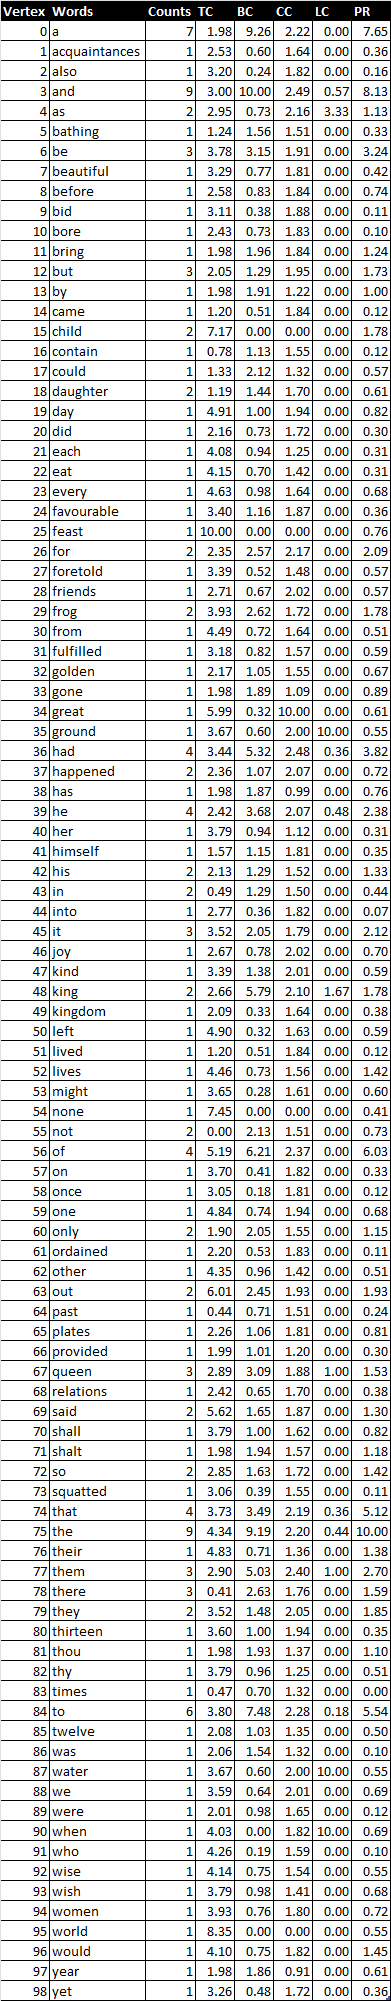 Vertex Words Counts TC BC CC LC PR
0 a 7 1.98 9.26 2.22 0.00 7.65
1 acquaintances 1 2.53 0.60 1.64 0.00 0.36
2 also 1 3.20 0.24 1.82 0.00 0.16
3 and 9 3.00 10.00 2.49 0.57 8.13
4 as 2 2.95 0.73 2.16 3.33 1.13
5 bathing 1 1.24 1.56 1.51 0.00 0.33
6 be 3 3.78 3.15 1.91 0.00 3.24
7 beautiful 1 3.29 0.77 1.81 0.00 0.42
8 before 1 2.58 0.83 1.84 0.00 0.74
9 bid 1 3.11 0.38 1.88 0.00 0.11
10 bore 1 2.43 0.73 1.83 0.00 0.10
11 bring 1 1.98 1.96 1.84 0.00 1.24
12 but 3 2.05 1.29 1.95 0.00 1.73
13 by 1 1.98 1.91 1.22 0.00 1.00
14 came 1 1.20 0.51 1.84 0.00 0.12
15 child 2 7.17 0.00 0.00 0.00 1.78
16 contain 1 0.78 1.13 1.55 0.00 0.12
17 could 1 1.33 2.12 1.32 0.00 0.57
18 daughter 2 1.19 1.44 1.70 0.00 0.61
19 day 1 4.91 1.00 1.94 0.00 0.82
20 did 1 2.16 0.73 1.72 0.00 0.30
21 each 1 4.08 0.94 1.25 0.00 0.31
22 eat 1 4.15 0.70 1.42 0.00 0.31
23 every 1 4.63 0.98 1.64 0.00 0.68
24 favourable 1 3.40 1.16 1.87 0.00 0.36
25 feast 1 10.00 0.00 0.00 0.00 0.76
26 for 2 2.35 2.57 2.17 0.00 2.09
27 foretold 1 3.39 0.52 1.48 0.00 0.57
28 friends 1 2.71 0.67 2.02 0.00 0.57
29 frog 2 3.93 2.62 1.72 0.00 1.78
30 from 1 4.49 0.72 1.64 0.00 0.51
31 fulfilled 1 3.18 0.82 1.57 0.00 0.59
32 golden 1 2.17 1.05 1.55 0.00 0.67
33 gone 1 1.98 1.89 1.09 0.00 0.89
34 great 1 5.99 0.32 10.00 0.00 0.61
35 ground 1 3.67 0.60 2.00 10.00 0.55
36 had 4 3.44 5.32 2.48 0.36 3.82
37 happened 2 2.36 1.07 2.07 0.00 0.72
38 has 1 1.98 1.87 0.99 0.00 0.76
39 he 4 2.42 3.68 2.07 0.48 2.38
40 her 1 3.79 0.94 1.12 0.00 0.31
41 himself 1 1.57 1.15 1.81 0.00 0.35
42 his 2 2.13 1.29 1.52 0.00 1.33
43 in 2 0.49 1.29 1.50 0.00 0.44
44 into 1 2.77 0.36 1.82 0.00 0.07
45 it 3 3.52 2.05 1.79 0.00 2.12
46 joy 1 2.67 0.78 2.02 0.00 0.70
47 kind 1 3.39 1.38 2.01 0.00 0.59
48 king 2 2.66 5.79 2.10 1.67 1.78
49 kingdom 1 2.09 0.33 1.64 0.00 0.38
50 left 1 4.90 0.32 1.63 0.00 0.59
51 lived 1 1.20 0.51 1.84 0.00 0.12
52 lives 1 4.46 0.73 1.56 0.00 1.42
53 might 1 3.65 0.28 1.61 0.00 0.60
54 none 1 7.45 0.00 0.00 0.00 0.41
55 not 2 0.00 2.13 1.51 0.00 0.73
56 of 4 5.19 6.21 2.37 0.00 6.03
57 on 1 3.70 0.41 1.82 0.00 0.33
58 once 1 3.05 0.18 1.81 0.00 0.12
59 one 1 4.84 0.74 1.94 0.00 0.68
60 only 2 1.90 2.05 1.55 0.00 1.15
61 ordained 1 2.20 0.53 1.83 0.00 0.11
62 other 1 4.35 0.96 1.42 0.00 0.51
63 out 2 6.01 2.45 1.93 0.00 1.93
64 past 1 0.44 0.71 1.51 0.00 0.24
65 plates 1 2.26 1.06 1.81 0.00 0.81
66 provided 1 1.99 1.01 1.20 0.00 0.30
67 queen 3 2.89 3.09 1.88 1.00 1.53
68 relations 1 2.42 0.65 1.70 0.00 0.38
69 said 2 5.62 1.65 1.87 0.00 1.30
70 shall 1 3.79 1.00 1.62 0.00 0.82
71 shalt 1 1.98 1.94 1.57 0.00 1.18
72 so 2 2.85 1.63 1.72 0.00 1.42
73 squatted 1 3.06 0.39 1.55 0.00 0.11
74 that 4 3.73 3.49 2.19 0.36 5.12
75 the 9 4.34 9.19 2.20 0.44 10.00
76 their 1 4.83 0.71 1.36 0.00 1.38
77 them 3 2.90 5.03 2.40 1.00 2.70
78 there 3 0.41 2.63 1.76 0.00 1.59
79 they 2 3.52 1.48 2.05 0.00 1.85
80 thirteen 1 3.60 1.00 1.94 0.00 0.35
81 thou 1 1.98 1.93 1.37 0.00 1.10
82 thy 1 3.79 0.96 1.25 0.00 0.51
83 times 1 0.47 0.70 1.32 0.00 0.00
84 to 6 3.80 7.48 2.28 0.18 5.54
85 twelve 1 2.08 1.03 1.35 0.00 0.50
86 was 1 2.06 1.54 1.32 0.00 0.10
87 water 1 3.67 0.60 2.00 10.00 0.55
88 we 1 3.59 0.64 2.01 0.00 0.69
89 were 1 2.01 0.98 1.65 0.00 0.12
90 when 1 4.03 0.00 1.82 10.00 0.69
91 who 1 4.26 0.19 1.59 0.00 0.10
92 wise 1 4.14 0.75 1.54 0.00 0.55
93 wish 1 3.79 0.98 1.41 0.00 0.68
94 women 1 3.93 0.76 1.80 0.00 0.72
95 world 1 8.35 0.00 0.00 0.00 0.55
96 would 1 4.10 0.75 1.82 0.00 1.45
97 year 1 1.98 1.86 0.91 0.00 0.61
98 yet 1 3.26 0.48 1.72 0.00 0.36